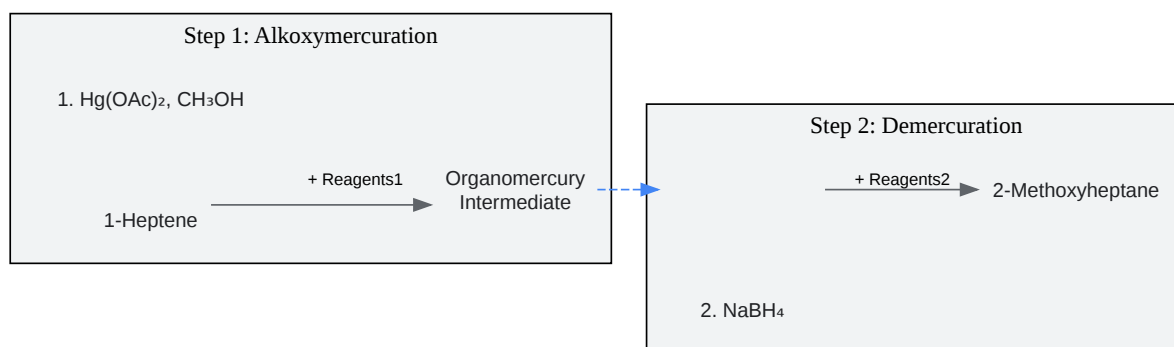 Step 1: Alkoxymercuration
1. Hg(OAc)₂, CH₃OH
+ Reagents1
1-Heptene
Organomercury
Intermediate
Step 2: Demercuration
+ Reagents2
2-Methoxyheptane
2. NaBH₄